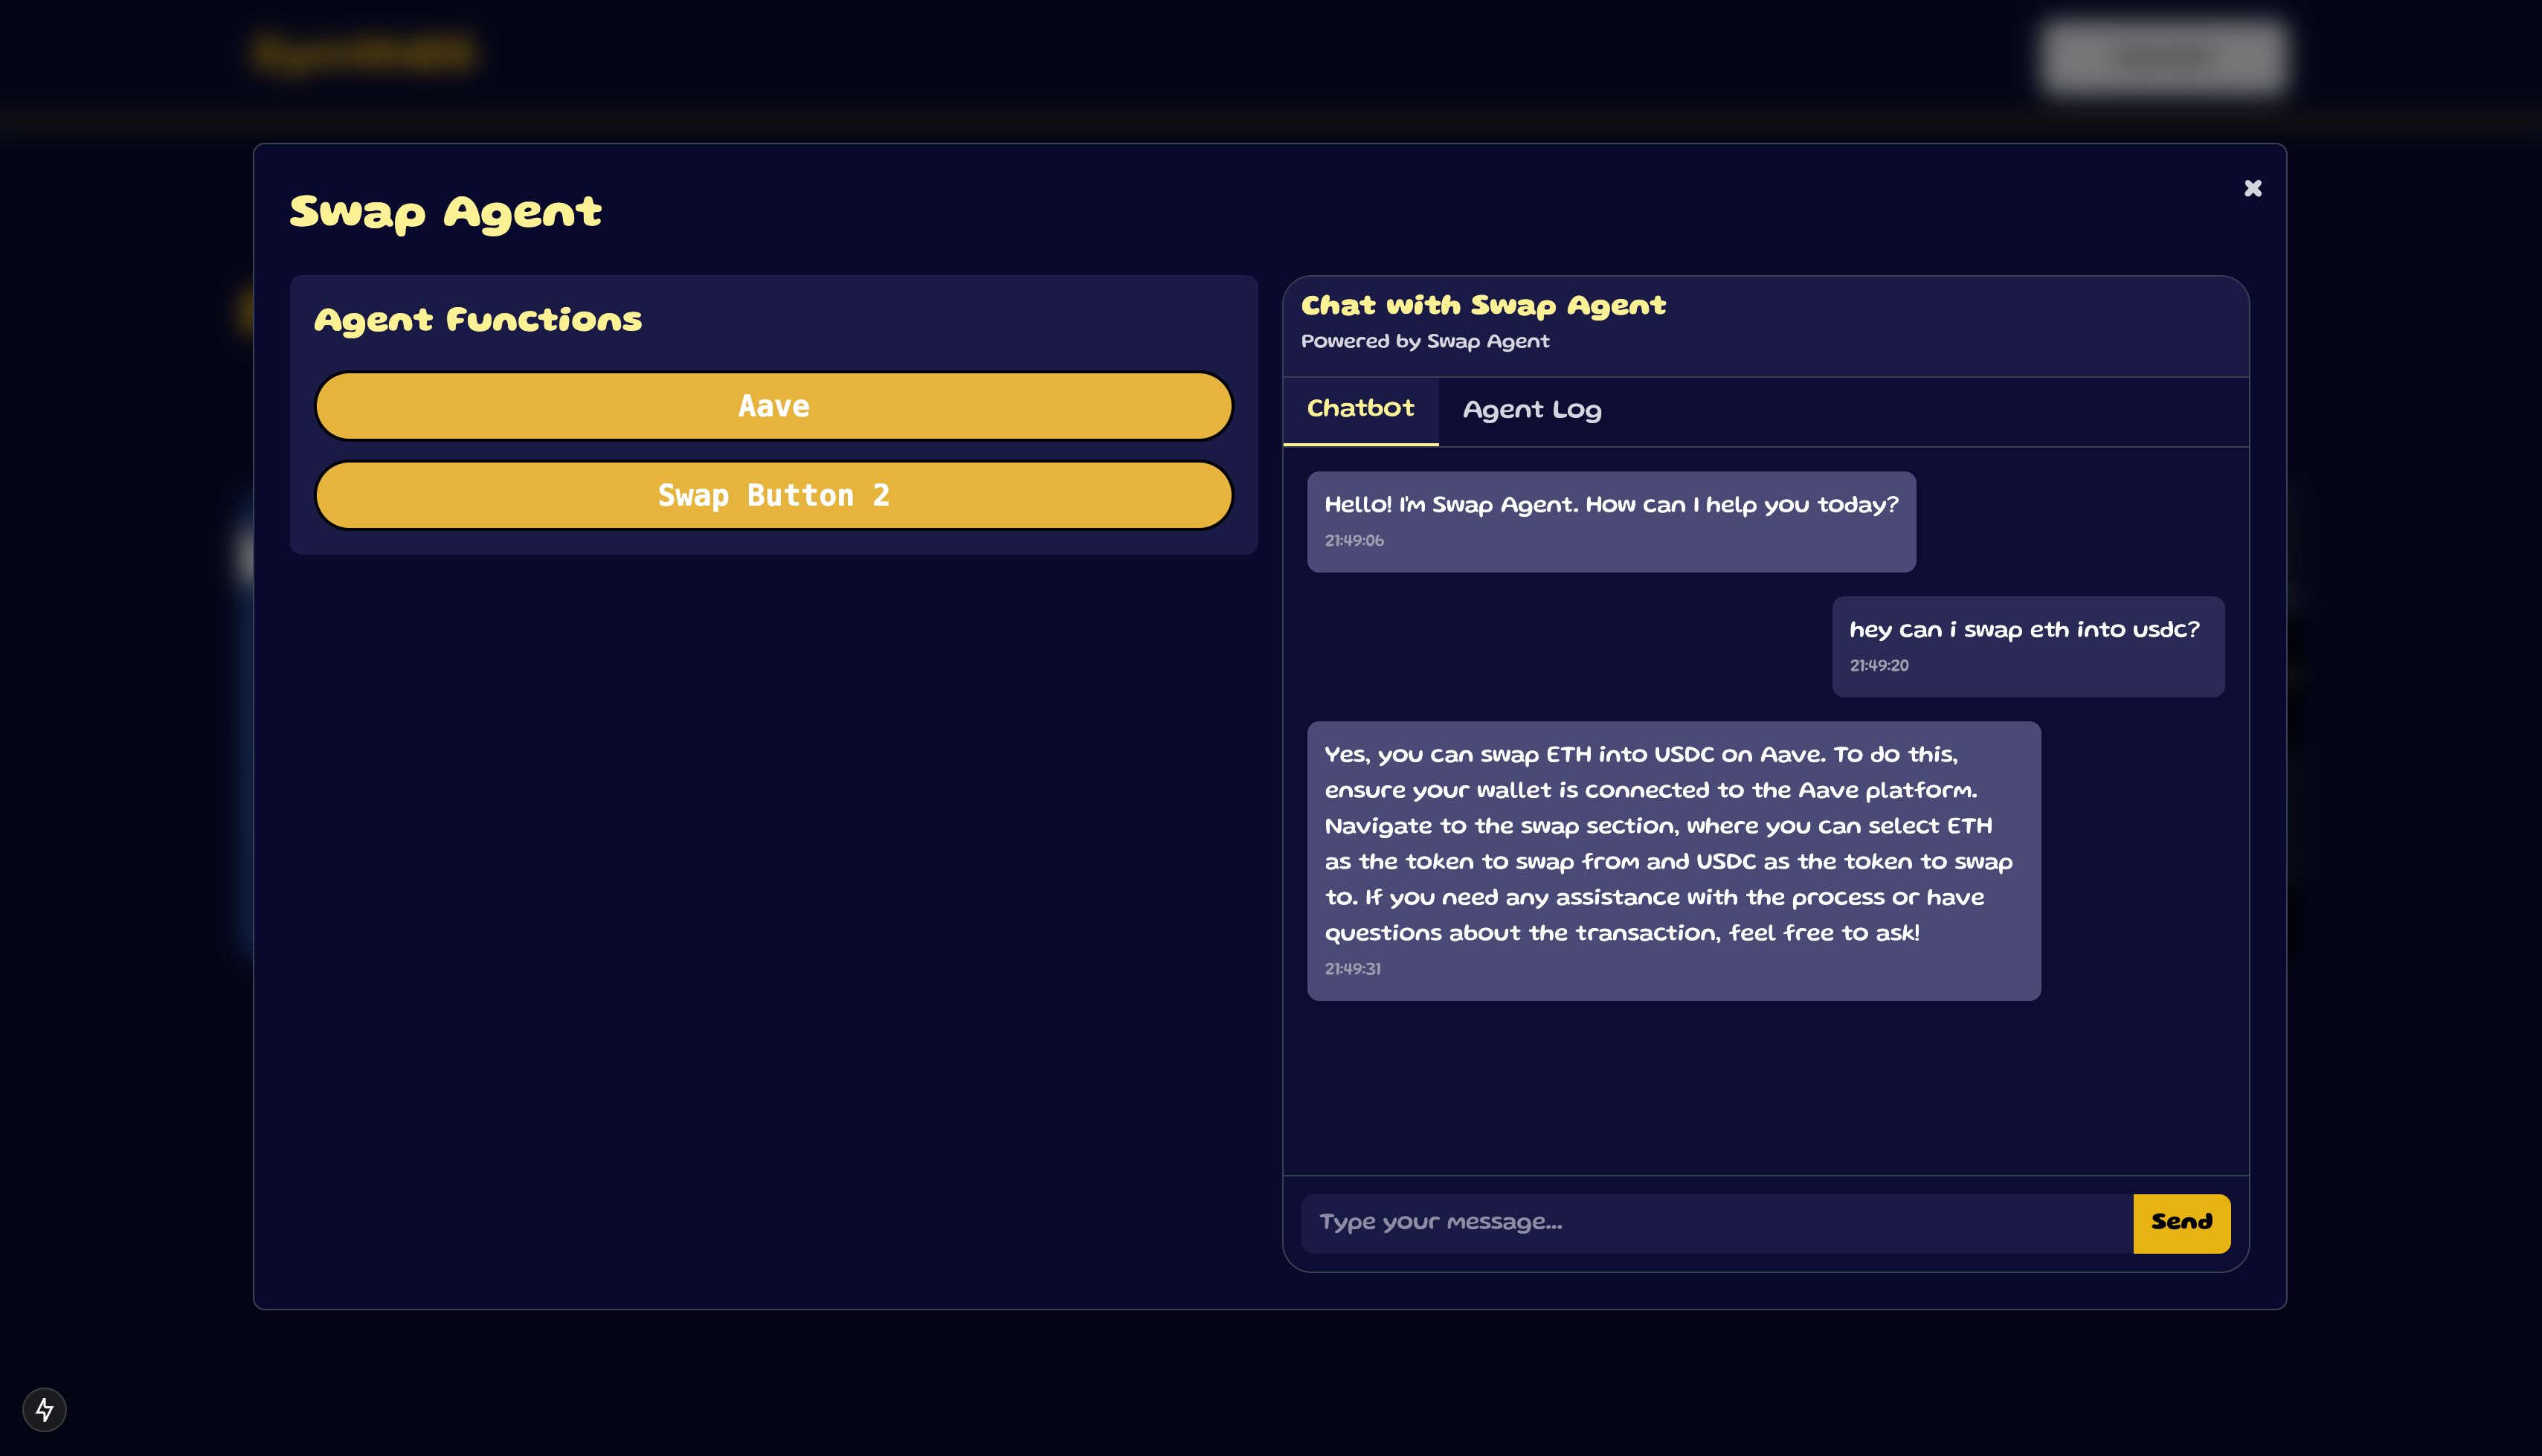 Swap Agent
Agent Functions
Aave
Swap Button 2
Chat with Swap Agent
Powered by Swap Agent
Chatbot
Agent Log
Hello! I'm Swap Agent. How can I help you today?
21:49:06
hey can i swap eth into usdc?
21:49:20
Yes, you can swap ETH into USDC on Aave. To do this,
ensure your wallet is connected to the Aave platform.
Navigate to the swap section, where you can select ETH
as the token to swap from and USDC as the token to swap
to. If you need any assistance with the process or have
questions about the transaction, feel free to ask!
21:49:31
Type your message...
Send